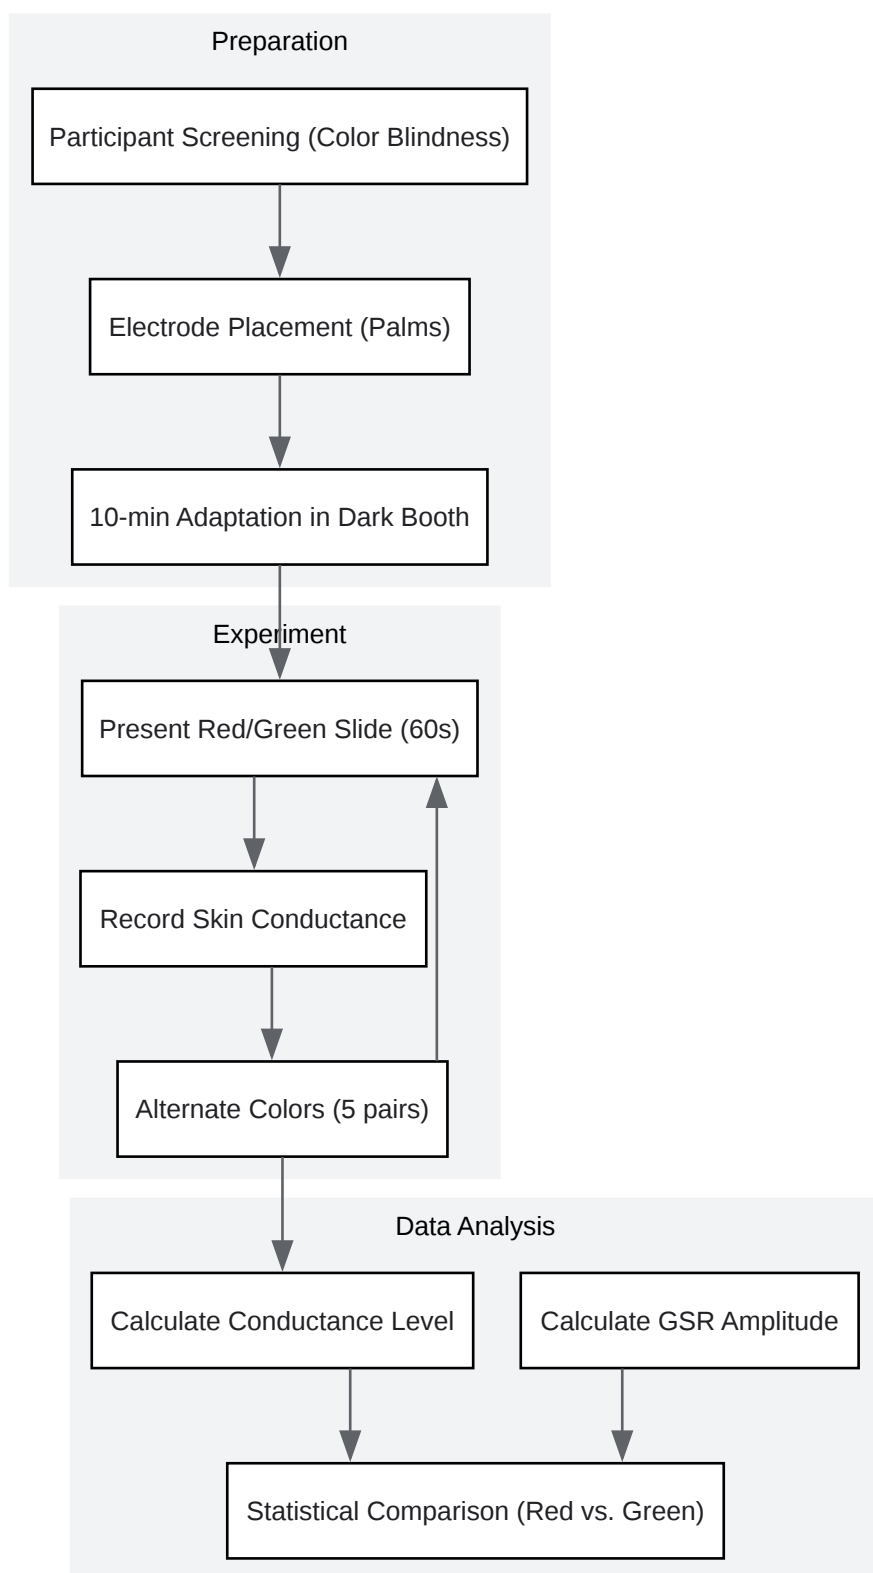 Preparation
Participant Screening (Color Blindness)
Electrode Placement (Palms)
10-min Adaptation in Dark Booth
Experiment
Present Red/Green Slide (60s)
Record Skin Conductance
Alternate Colors (5 pairs)
Data Analysis
Calculate Conductance Level
Calculate GSR Amplitude
Statistical Comparison (Red vs. Green)